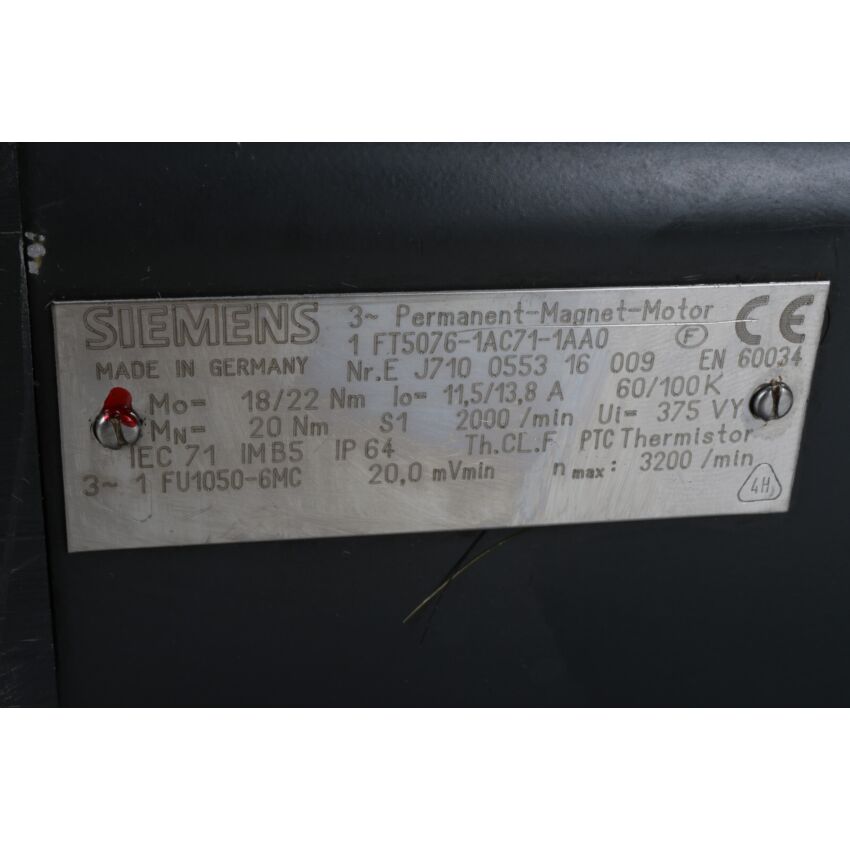 SIEMENS 3~ Permanent-Magnet-Motor CE
1 FT5076-1AC71-1AA0 F
MADE IN GERMANY Nr.E J710 0553 16 009 EN 60034
Mo= 18/22 Nm Io= 11,5/13,8 A 60/100K
MN= 20 Nm S1 2000 /min Ui= 375 VY
IEC 71 IMB5 IP 64 Th.CL.F PTC Thermistor
3~ 1 FU1050-6MC 20,0 mVmin n max: 3200 /min
4H